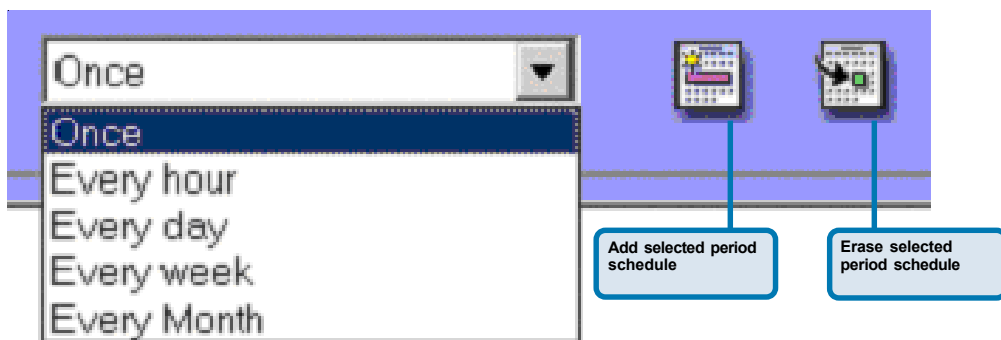 Once
Once
Every hour
Every day
Every week
Every Month
Add selected period
schedule
Erase selected
period schedule